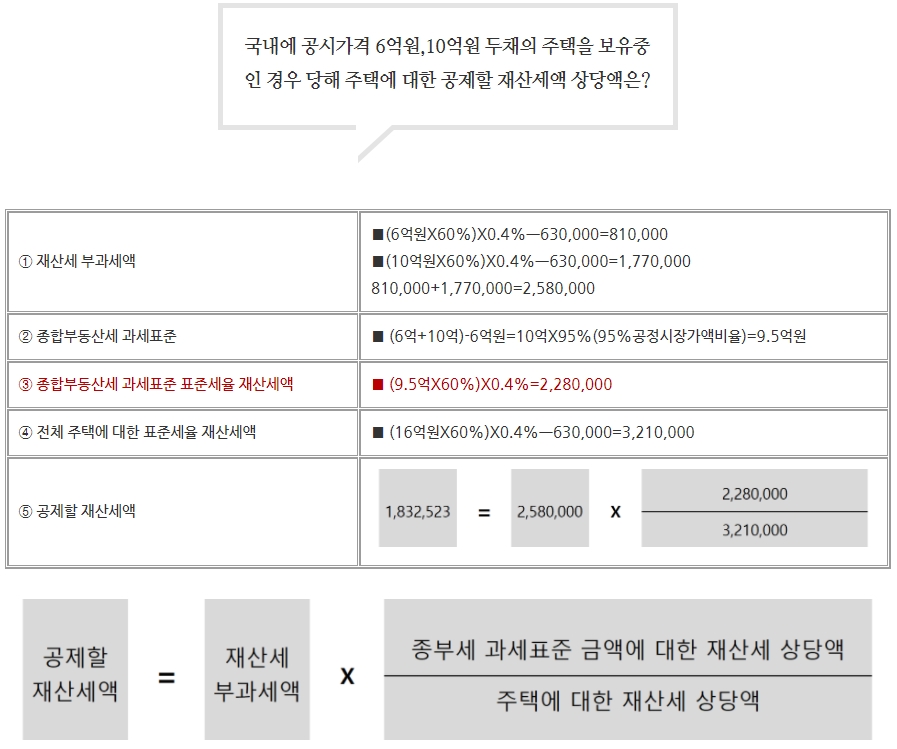 국내에 공시가격 6억원,10억원 두채의 주택을 보유중
인 경우 당해 주택에 대한 공제할 재산세액 상당액은?
① 재산세 부과세액
■(6억원X60%)X0.4%—630,000=810,000
■(10억원X60%)X0.4%—630,000=1,770,000
810,000+1,770,000=2,580,000
② 종합부동산세 과세표준
■ (6억+10억)-6억원=10억X95%(95%공정시장가액비율)=9.5억원
③ 종합부동산세 과세표준 표준세율 재산세액
■ (9.5억X60%)X0.4%=2,280,000
④ 전체 주택에 대한 표준세율 재산세액
■ (16억원X60%)X0.4%—630,000=3,210,000
⑤ 공제할 재산세액
1,832,523 = 2,580,000 X
2,280,000
3,210,000
공제할
재산세액
=
재산세
부과세액
X
종부세 과세표준 금액에 대한 재산세 상당액
주택에 대한 재산세 상당액